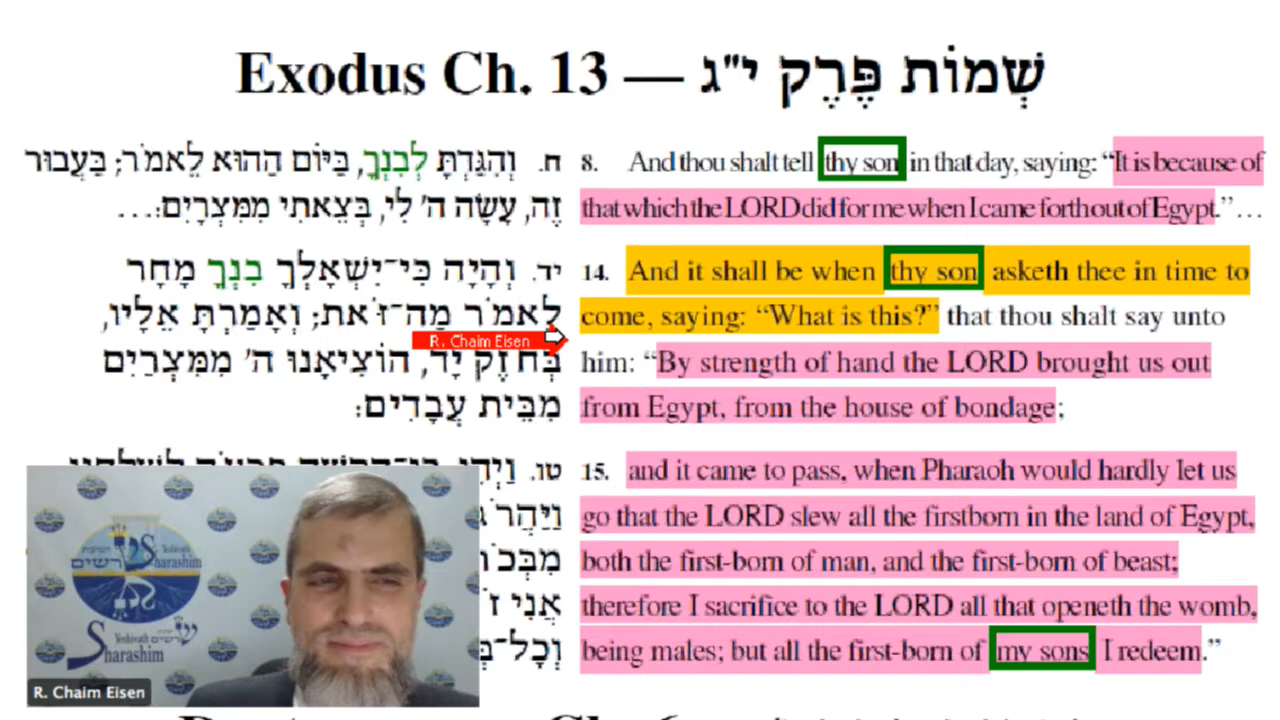 Exodus Ch. 13 — שְׁמוֹת פֶּרֶק י"ג
ח. וְהִגַּדְתָּ לְבִנְךָ, בַּיּוֹם הַהוּא לֵאמֹר; בַּעֲבוּר
זֶה, עָשָׂה ה' לִי, בְּצֵאתִי מִמִּצְרָיִם:...
8. And thou shalt tell thy son in that day, saying: “It is because of
that which the LORD did for me when I came forth out of Egypt.”…
יד. וְהָיָה כִּי־יִשְׁאָלְךָ בִנְךָ מָחָר
לֵאמֹר מַה־זֹּאת; וְאָמַרְתָּ אֵלָיו,
בְּחֹזֶק יָד, הוֹצִיאָנוּ ה' מִמִּצְרַיִם
מִבֵּית עֲבָדִים:
14. And it shall be when thy son asketh thee in time to
come, saying: “What is this?” that thou shalt say unto
him: “By strength of hand the LORD brought us out
from Egypt, from the house of bondage;
R. Chaim Eisen
טו.
וַיַּהֲרֹג
אֲנִי
15. and it came to pass, when Pharaoh would hardly let us
go that the LORD slew all the firstborn in the land of Egypt,
both the first-born of man, and the first-born of beast;
therefore I sacrifice to the LORD all that openeth the womb,
being males; but all the first-born of my sons I redeem.”
Yeshivath
Sharashim
ישיבת
שרשים
Yeshivath
Sharashim
R. Chaim Eisen